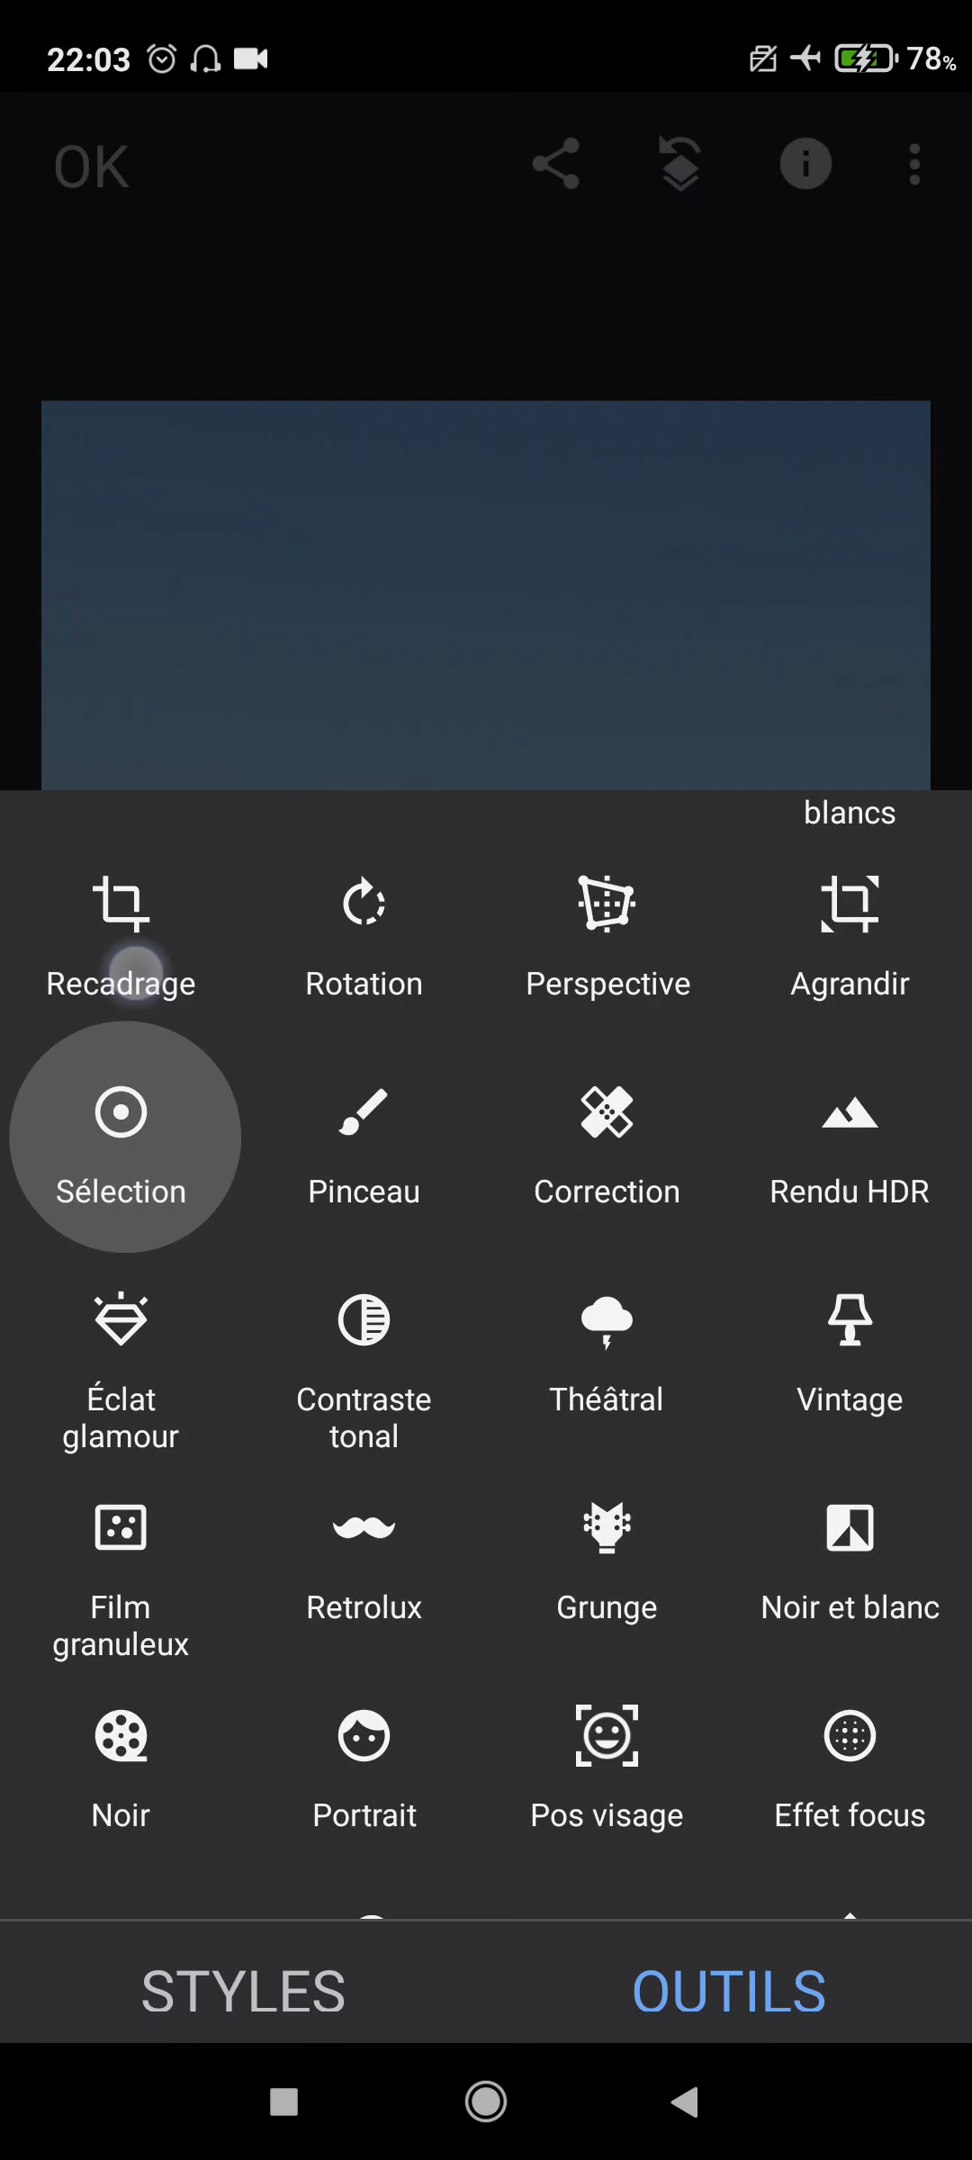 22:03 78%
OK
blancs
Recadrage Rotation Perspective Agrandir
Sélection Pinceau Correction Rendu HDR
Éclat glamour Contraste tonal Théâtral Vintage
Film granuleux Retrolux Grunge Noir et blanc
Noir Portrait Pos visage Effet focus
STYLES OUTILS